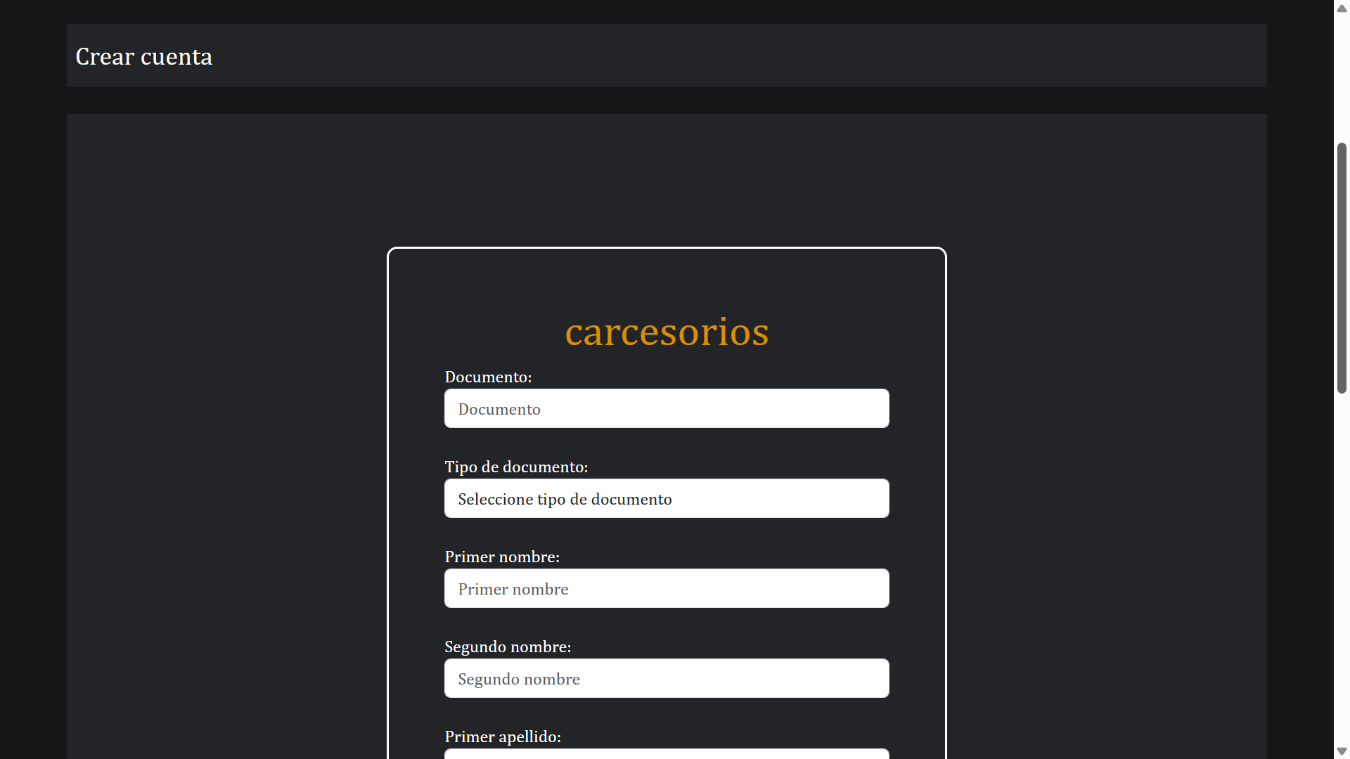 Crear cuenta
carcesorios
Documento:
Documento
Tipo de documento:
Seleccione tipo de documento
Primer nombre:
Primer nombre
Segundo nombre:
Segundo nombre
Primer apellido: